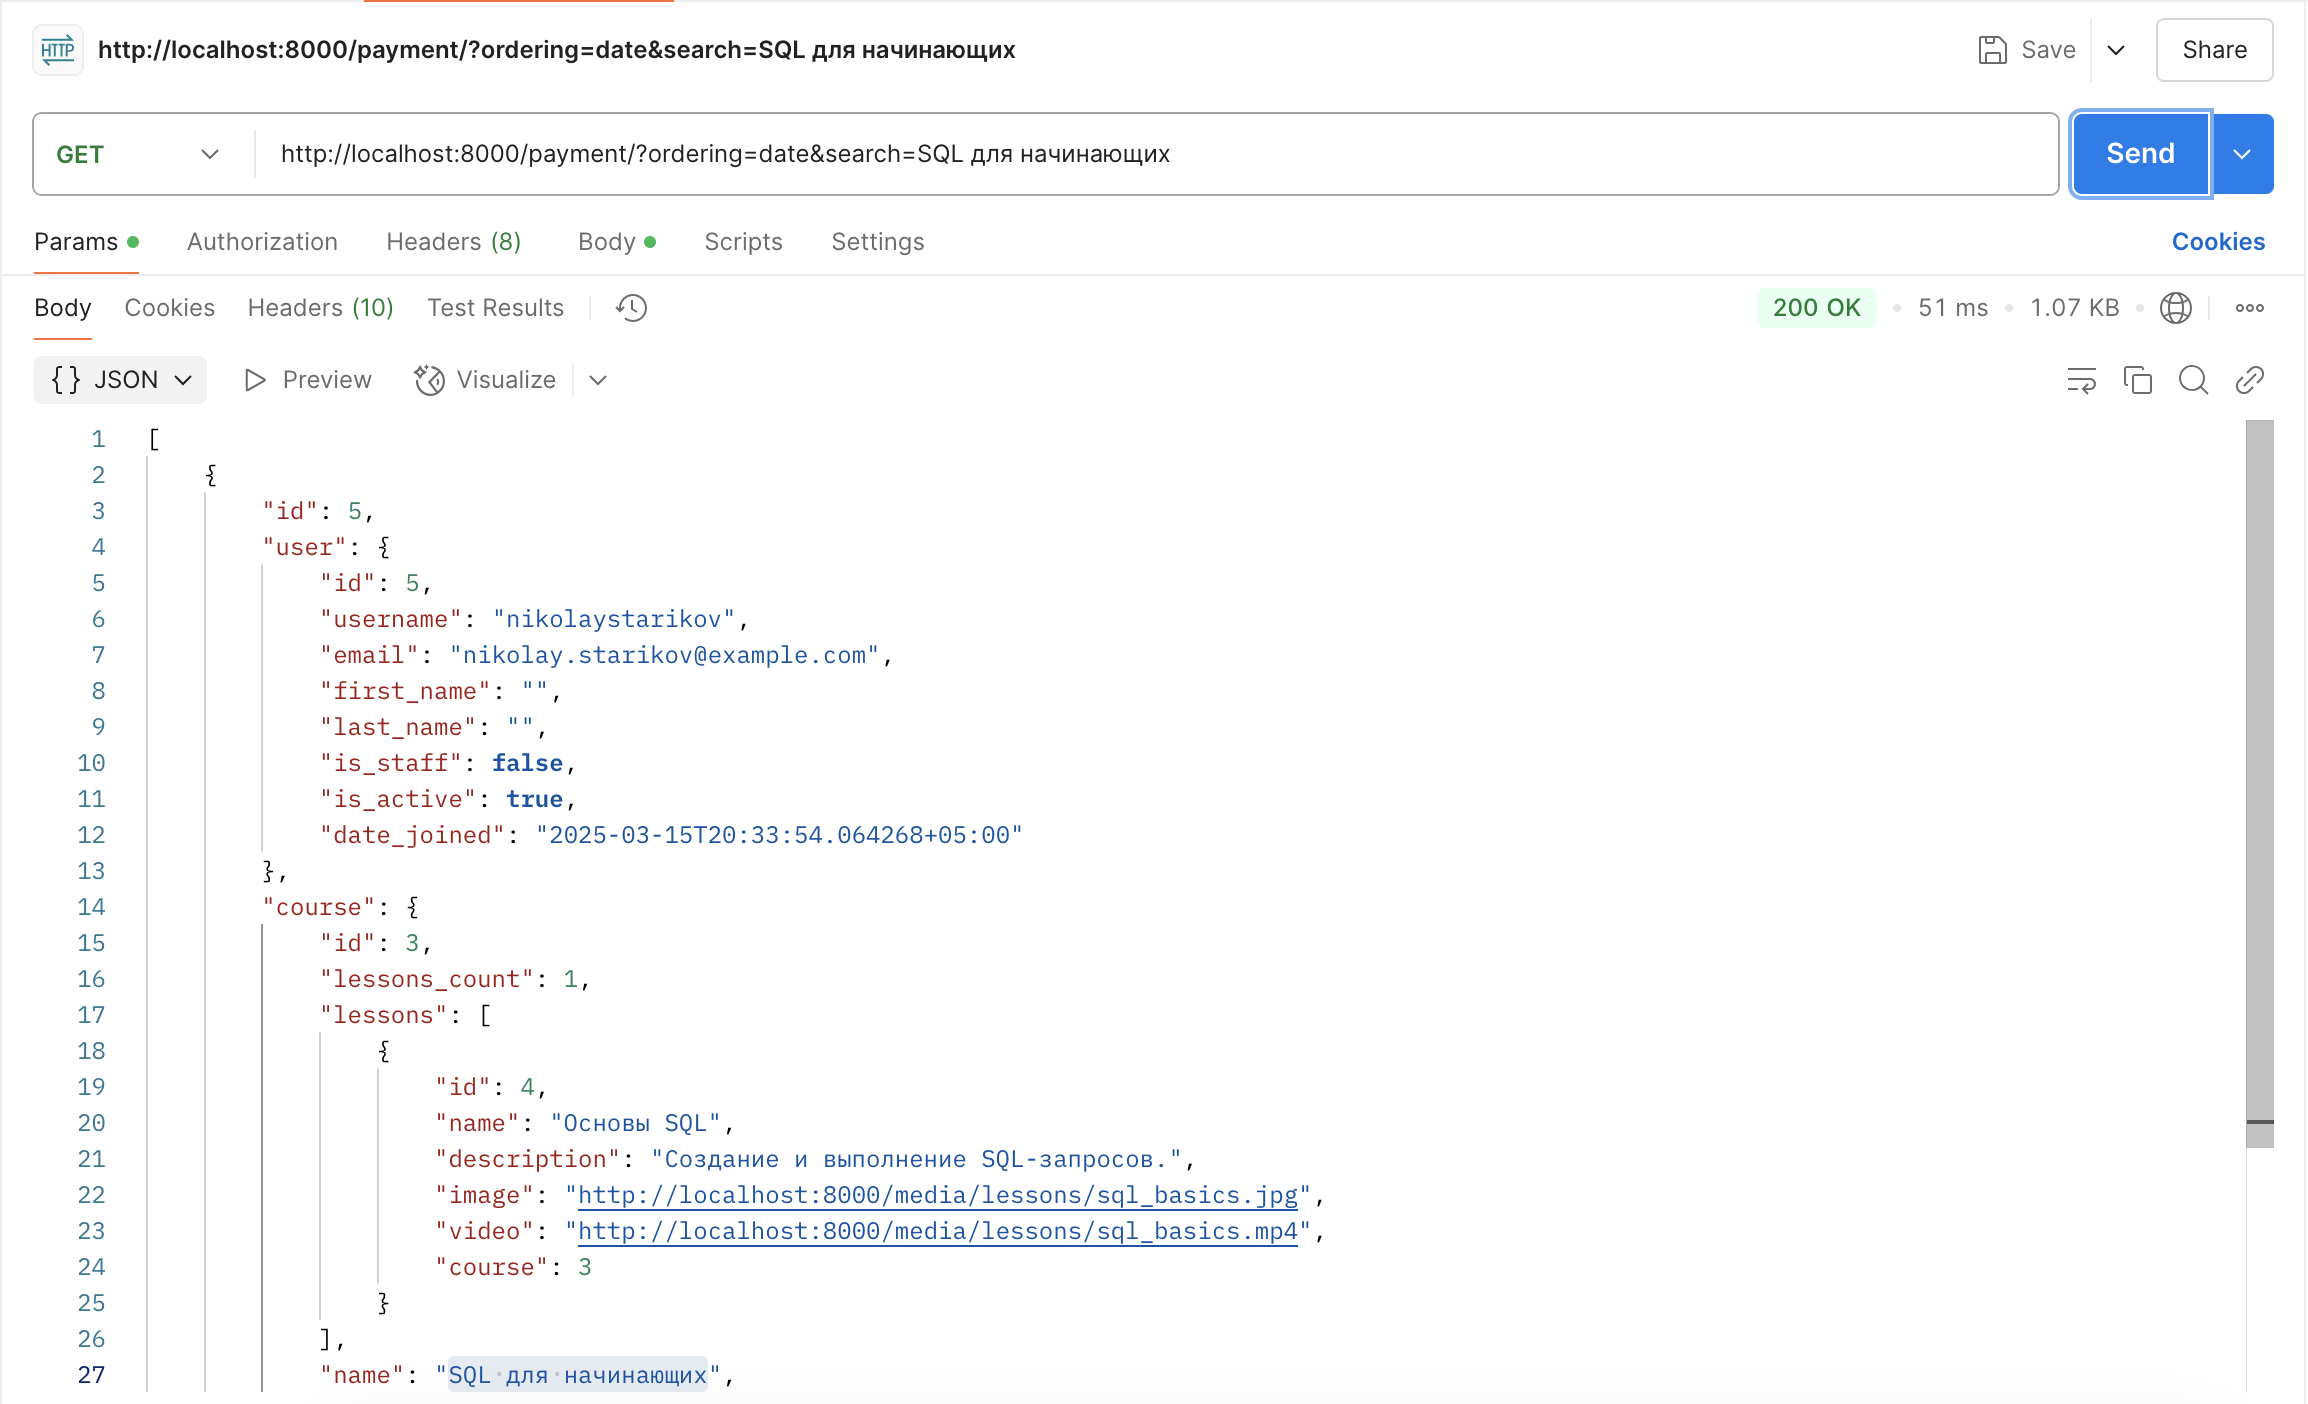 HTTP http://localhost:8000/payment/?ordering=date&search=SQL для начинающих Save Share
GET http://localhost:8000/payment/?ordering=date&search=SQL для начинающих Send
Params Authorization Headers (8) Body Scripts Settings Cookies
Body Cookies Headers (10) Test Results 200 OK 51 ms 1.07 KB
{} JSON Preview Visualize
1 [
2 {
3 "id": 5,
4 "user": {
5 "id": 5,
6 "username": "nikolaystarikov",
7 "email": "nikolay.starikov@example.com",
8 "first_name": "",
9 "last_name": "",
10 "is_staff": false,
11 "is_active": true,
12 "date_joined": "2025-03-15T20:33:54.064268+05:00"
13 },
14 "course": {
15 "id": 3,
16 "lessons_count": 1,
17 "lessons": [
18 {
19 "id": 4,
20 "name": "Основы SQL",
21 "description": "Создание и выполнение SQL-запросов.",
22 "image": "http://localhost:8000/media/lessons/sql_basics.jpg",
23 "video": "http://localhost:8000/media/lessons/sql_basics.mp4",
24 "course": 3
25 }
26 ],
27 "name": "SQL для начинающих",